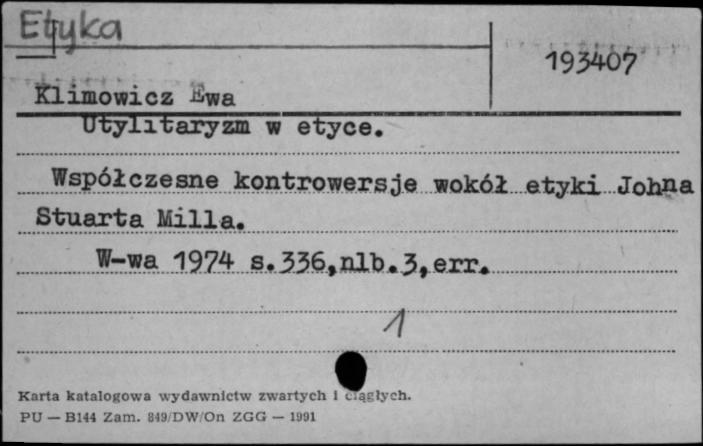 Etyka
193407
Klimowicz Ewa
Utylitaryzm w etyce.
Współczesne kontrowersje wokół etyki Johna
Stuarta Milla.
W-wa 1974 s.336,nlb.3,err.
1
Karta katalogowa wydawnictw zwartych i ciągłych.
PU — B144 Zam. 849/DW/On ZGG — 1991